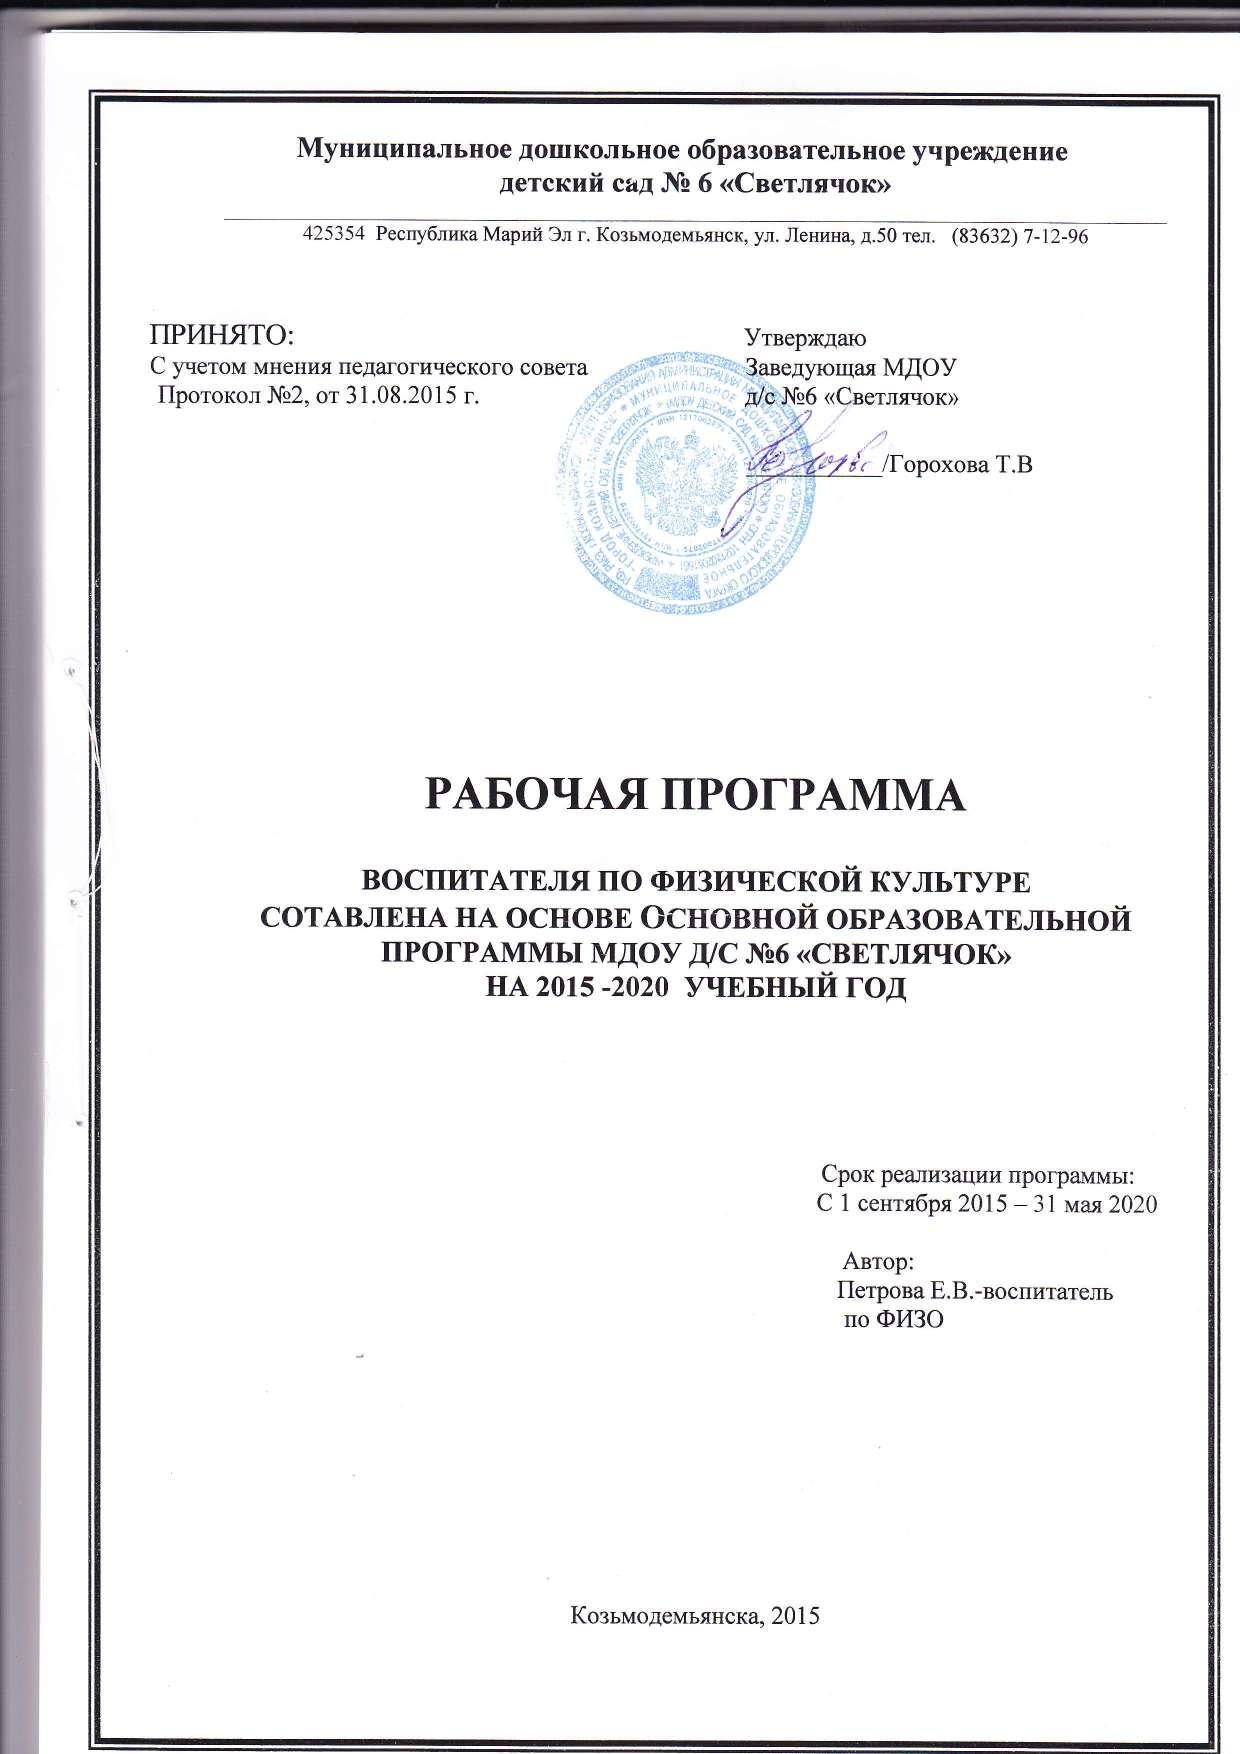 Муниципальное дошкольное образовательное учреждение
детский сад № 6 «Светлячок»
425354 Республика Марий Эл г. Козьмодемьянск, ул. Ленина, д.50 тел. (83632) 7-12-96
ПРИНЯТО:
С учетом мнения педагогического совета
Протокол №2, от 31.08.2015 г.
Утверждаю
Заведующая МДОУ
д/с №6 «Светлячок»
/Горохова Т.В
РАБОЧАЯ ПРОГРАММА
ВОСПИТАТЕЛЯ ПО ФИЗИЧЕСКОЙ КУЛЬТУРЕ
СОТАВЛЕНА НА ОСНОВЕ ОСНОВНОЙ ОБРАЗОВАТЕЛЬНОЙ
ПРОГРАММЫ МДОУ Д/С №6 «СВЕТЛЯЧОК»
НА 2015 -2020 УЧЕБНЫЙ ГОД
Срок реализации программы:
С 1 сентября 2015 – 31 мая 2020
Автор:
Петрова Е.В.-воспитатель
по ФИЗО
Козьмодемьянска, 2015